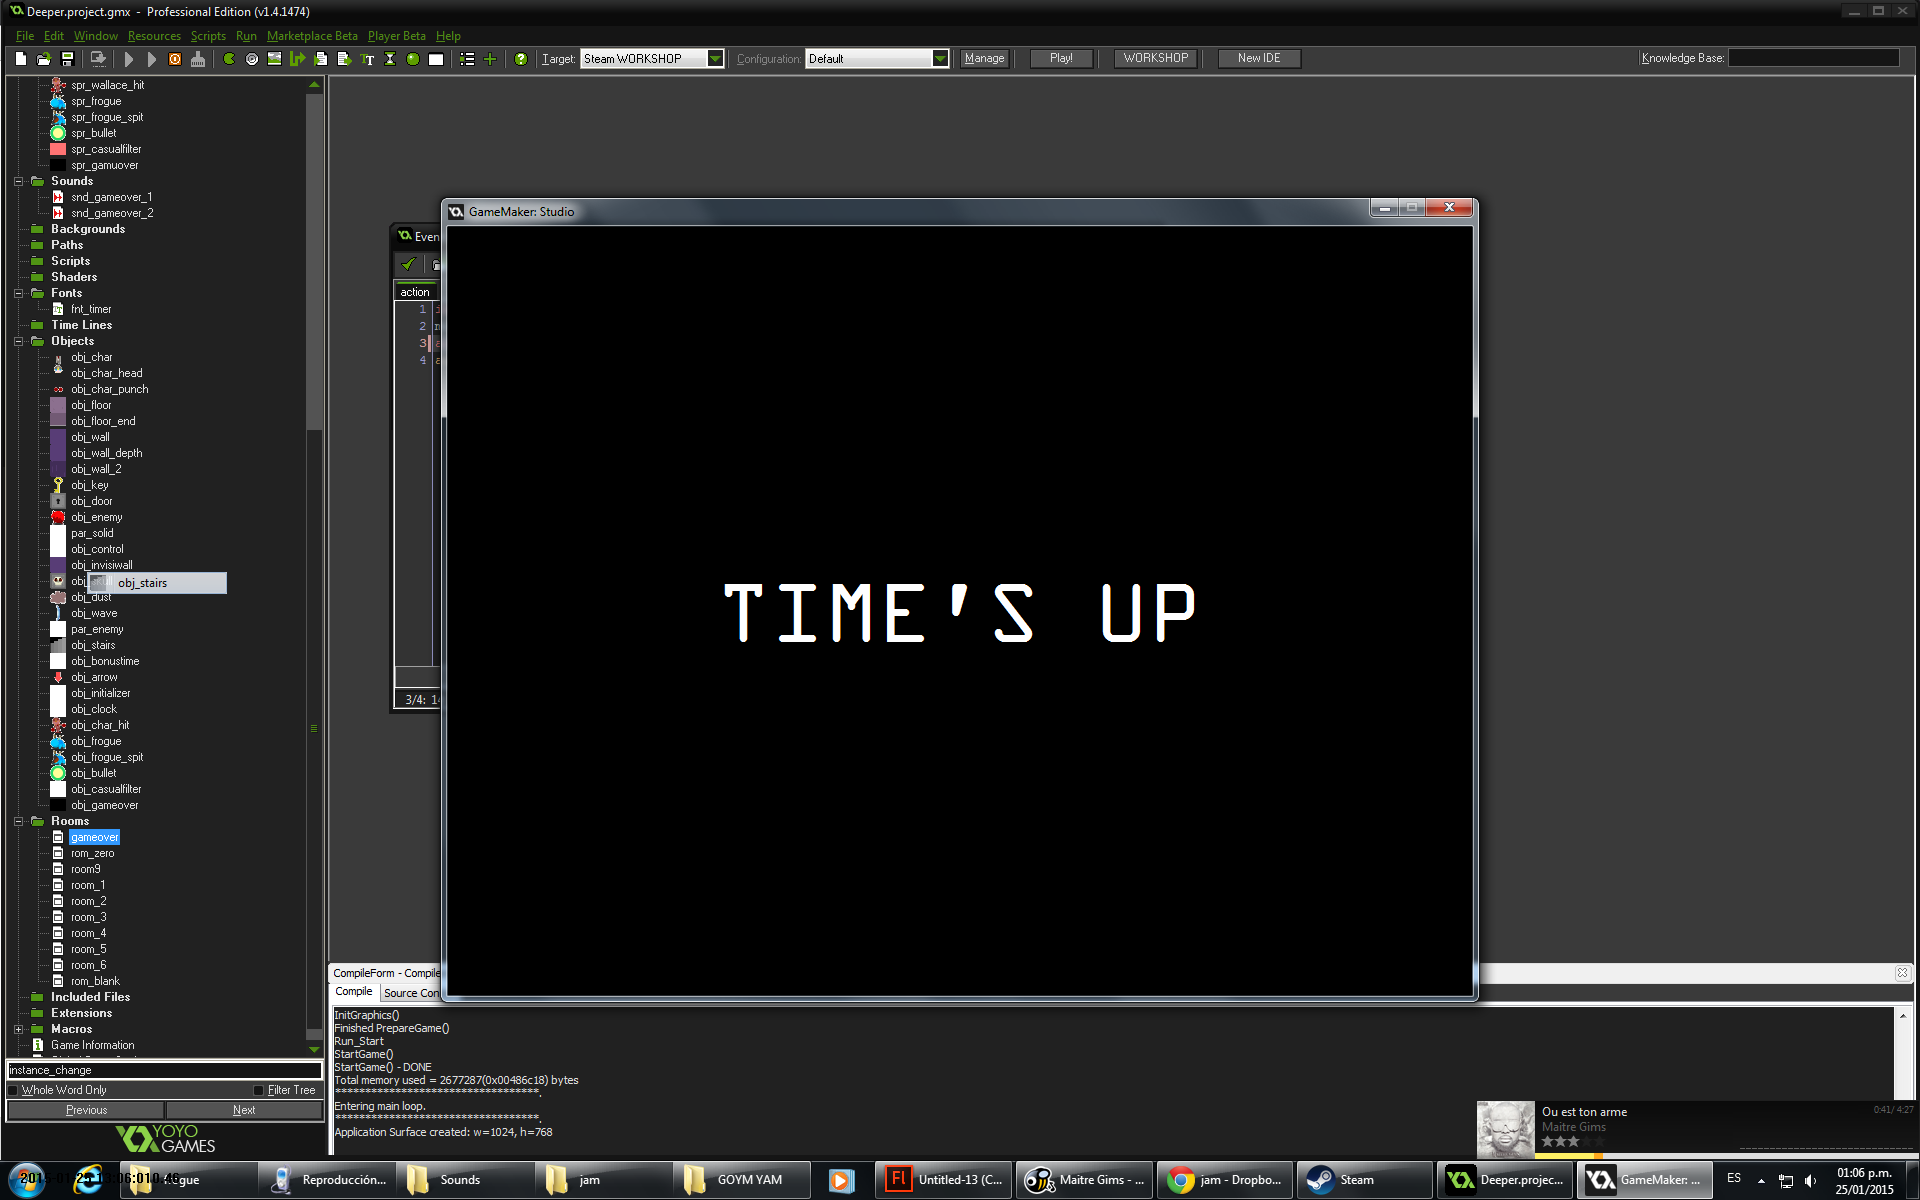 Deeper.project.gmx - Professional Edition (v1.4.1474)
File Edit Window Resources Scripts Run Marketplace Beta Player Beta Help
Target: Steam WORKSHOP Configuration: Default Manage Play! WORKSHOP New IDE Knowledge Base:
spr_wallace_hit
spr_frogue
spr_frogue_spit
spr_bullet
spr_casualfilter
spr_gamuover
Sounds
snd_gameover_1
snd_gameover_2
Backgrounds
Paths
Scripts
Shaders
Fonts
fnt_timer
Time Lines
Objects
obj_char
obj_char_head
obj_char_punch
obj_floor
obj_floor_end
obj_wall
obj_wall_depth
obj_wall_2
obj_key
obj_door
obj_enemy
par_solid
obj_control
obj_invisiwall
obj_stairs
obj_dust
obj_wave
par_enemy
obj_stairs
obj_bonustime
obj_arrow
obj_initializer
obj_clock
obj_char_hit
obj_frogue
obj_frogue_spit
obj_bullet
obj_casualfilter
obj_gameover
Rooms
gameover
rom_zero
room9
room_1
room_2
room_3
room_4
room_5
room_6
rom_blank
Included Files
Extensions
Macros
Game Information
instance_change
Whole Word Only Filter Tree
Previous Next
YOYO
GAMES
Even
action
1
2
3
4
3/4:
GameMaker: Studio
TIME'S UP
CompileForm - Compile
Compile Source Con
InitGraphics()
Finished PrepareGame()
Run_Start
StartGame()
StartGame() - DONE
Total memory used = 2677287(0x00486c18) bytes
***********************************.
Entering main loop.
***********************************.
Application Surface created: w=1024, h=768
Ou est ton arme 0:41/4:27
Maitre Gims
Reproducción... Sounds jam GOYM YAM Untitled-13 (C... Maitre Gims - ... jam - Dropbo... Steam Deeper.projec... GameMaker: ... ES 01:06 p.m.
25/01/2015